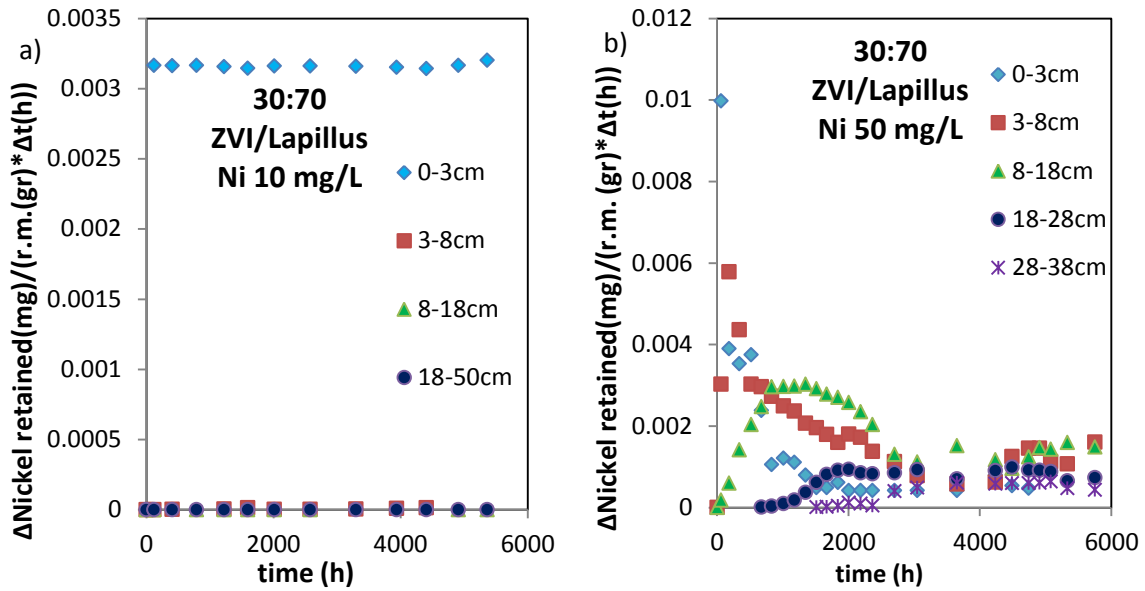 a)
ΔNickel retained(mg)/(r.m.(gr)*Δt(h))
0.0035
0.003
0.0025
0.002
0.0015
0.001
0.0005
0
30:70
ZVI/Lapillus
Ni 10 mg/L
0-3cm
3-8cm
8-18cm
18-50cm
0
2000
4000
6000
time (h)
b)
ΔNickel retained(mg)/(r.m. (gr)*Δt(h))
0.012
0.01
0.008
0.006
0.004
0.002
0
30:70
ZVI/Lapillus
Ni 50 mg/L
0-3cm
3-8cm
8-18cm
18-28cm
28-38cm
0
2000
4000
6000
time (h)